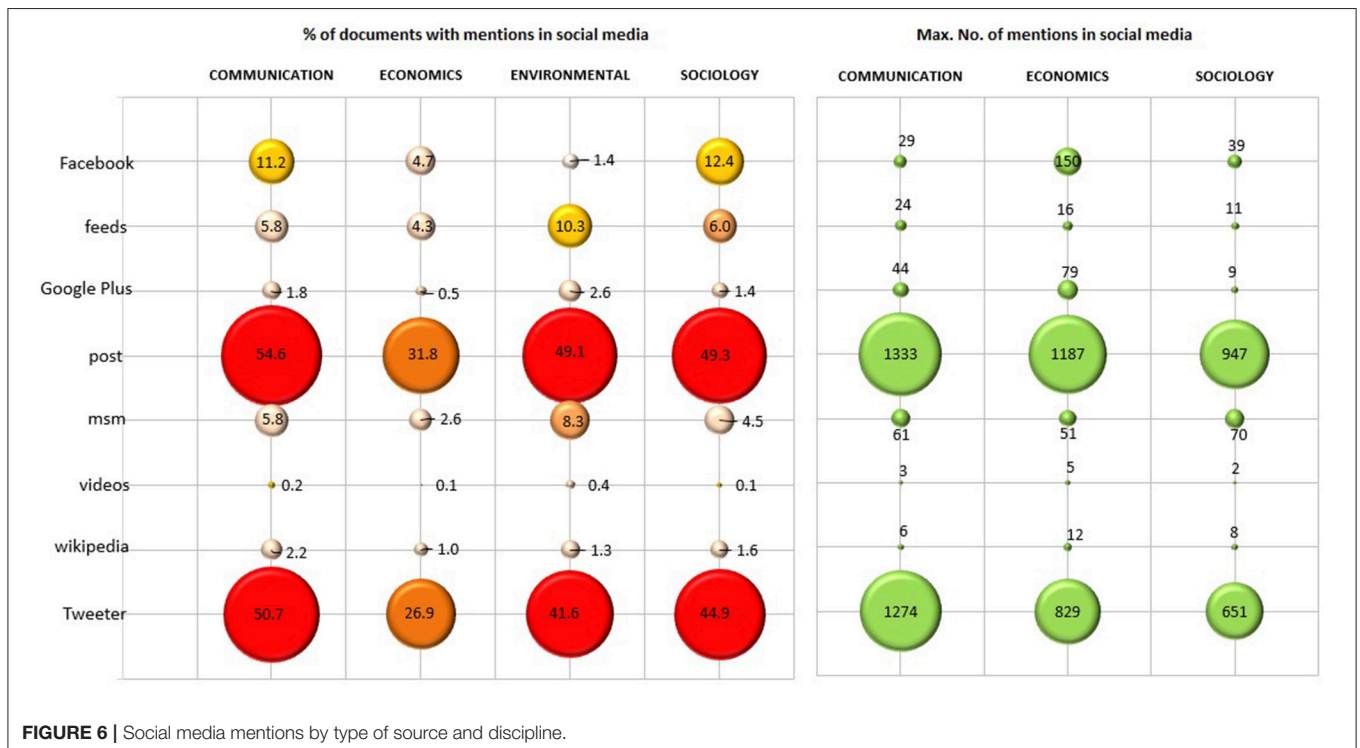 % of documents with mentions in social media
Max. No. of mentions in social media
COMMUNICATION ECONOMICS ENVIRONMENTAL SOCIOLOGY
COMMUNICATION ECONOMICS SOCIOLOGY
Facebook 11.2 4.7 1.4 12.4 29 150 39
feeds 5.8 4.3 10.3 6.0 24 16 11
Google Plus 1.8 0.5 2.6 1.4 44 79 9
post 54.6 31.8 49.1 49.3 1333 1187 947
msm 5.8 2.6 8.3 4.5 61 51 70
videos 0.2 0.1 0.4 0.1 3 5 2
wikipedia 2.2 1.0 1.3 1.6 6 12 8
Tweeter 50.7 26.9 41.6 44.9 1274 829 651
FIGURE 6 | Social media mentions by type of source and discipline.